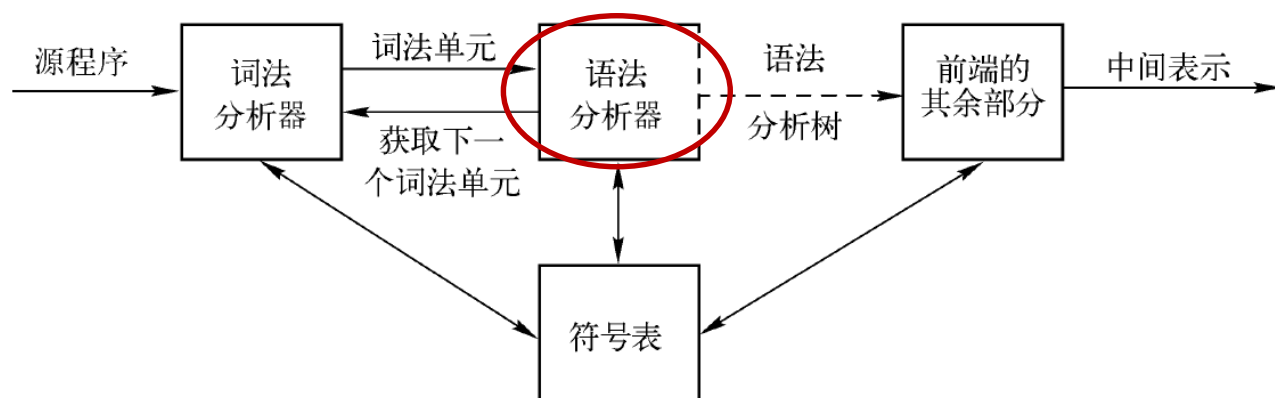 源程序
词法
分析器
词法单元
获取下一
个词法单元
语法
分析器
语法
分析树
前端的
其余部分
中间表示
符号表